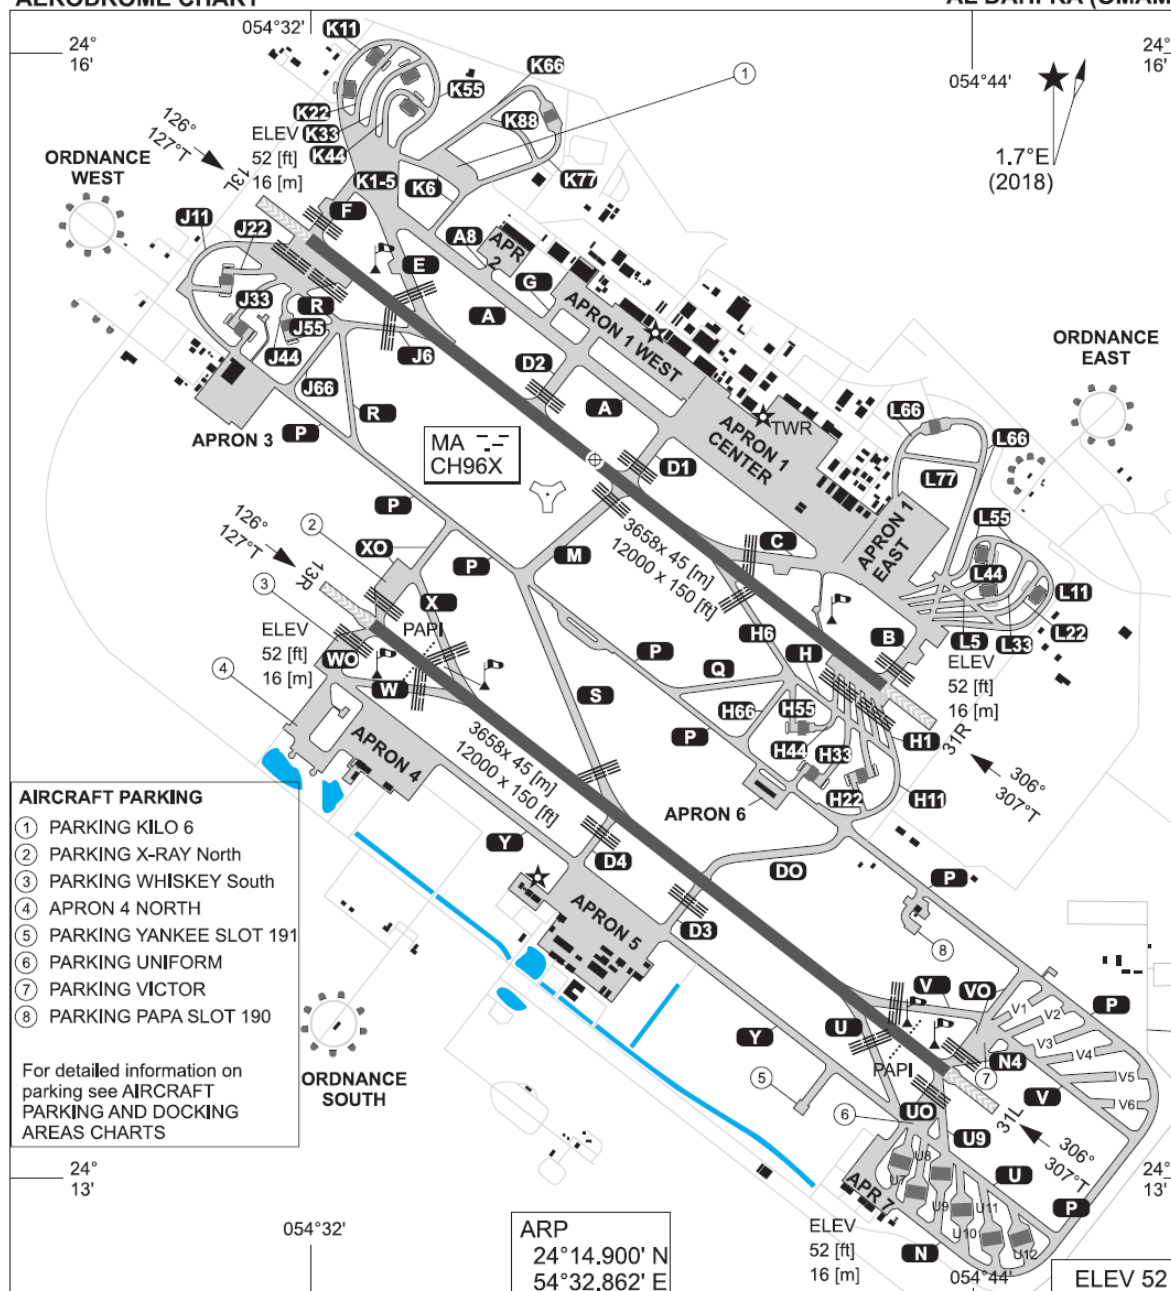 AERODROME CHART
AL DAHFRA (OMAM
054°32'
K11
24°
16'
054°44'
24°
16'
K66
1
K55
K22
K88
126°
127°T
ELEV
52 [ft]
16 [m]
K33
K44
1.7°E
(2018)
ORDNANCE
WEST
13L
K1-5
K6
K77
J11
J22
F
A8
APR
2
E
G
J33
R
J55
A
APRON 1 WEST
ORDNANCE
EAST
J44
J6
D2
J66
R
A
L66
APRON 3
P
MA
CH96X
D1
APRON 1
CENTER
TWR
L66
L77
126°
127°T
2
P
XO
3658x 45 [m]
12000 x 150 [ft]
C
APRON 1
EAST
L55
3
13R
P
M
L44
L11
X
PAPI
ELEV
52 [ft]
16 [m]
WO
H6
H
B
L5
L33
L22
4
W
P
Q
ELEV
52 [ft]
16 [m]
S
H66
H55
APRON 4
3658x 45 [m]
12000 x 150 [ft]
P
H44
H33
H1
31R
306°
307°T
AIRCRAFT PARKING
1 PARKING KILO 6
2 PARKING X-RAY North
3 PARKING WHISKEY South
4 APRON 4 NORTH
5 PARKING YANKEE SLOT 191
6 PARKING UNIFORM
7 PARKING VICTOR
8 PARKING PAPA SLOT 190
For detailed information on
parking see AIRCRAFT
PARKING AND DOCKING
AREAS CHARTS
APRON 6
H22
H11
Y
D4
DO
P
APRON 5
D3
8
V
VO
V1
V2
P
V3
V4
V5
V6
Y
U
N4
PAPI
7
V
ORDNANCE
SOUTH
5
6
UO
31L
306°
307°T
U9
U8
U7
U
24°
13'
24°
13'
APR 7
U9
U11
P
U10
U12
N
054°32'
ARP
24°14.900' N
54°32.862' E
ELEV
52 [ft]
16 [m]
054°44'
ELEV 52